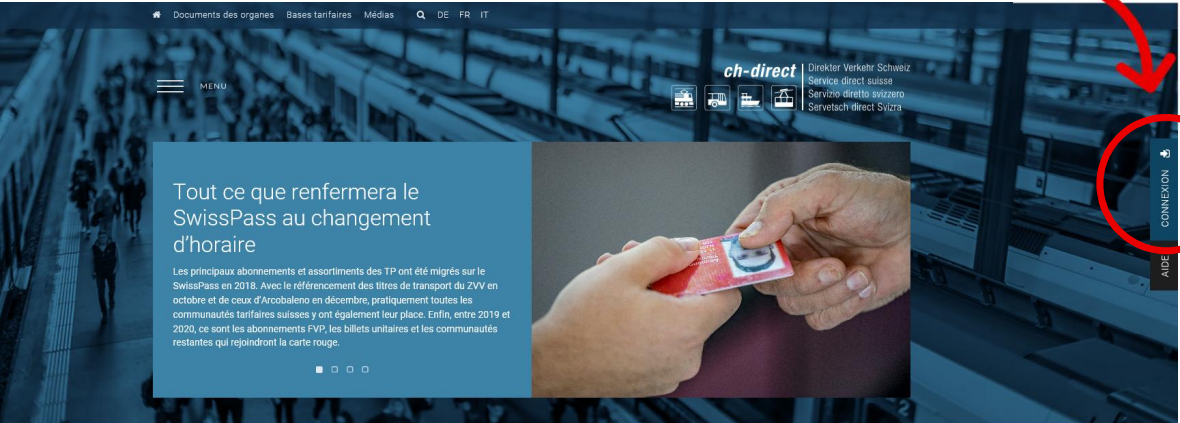 Documents des organes Bases tarifaires Médias DE FR IT
MENU
ch-direct
Direkter Verkehr Schweiz
Service direct suisse
Servizio diretto svizzero
Servetsch direct Svizra
Tout ce que renfermera le
SwissPass au changement
d'horaire
Les principaux abonnements et assortiments des TP ont été migrés sur le
SwissPass en 2018. Avec le référencement des titres de transport du ZVV en
octobre et de ceux d'Arcobaleno en décembre, pratiquement toutes les
communautés tarifaires suisses y ont également leur place. Enfin, entre 2019 et
2020, ce sont les abonnements FVP, les billets unitaires et les communautés
restantes qui rejoindront la carte rouge.
CONNEXION
AIDE
2